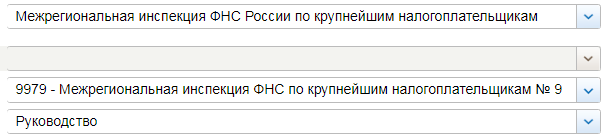 Межрегиональная инспекция ФНС России по крупнейшим налогоплательщикам
9979 - Межрегиональная инспекция ФНС по крупнейшим налогоплательщикам № 9
Руководство